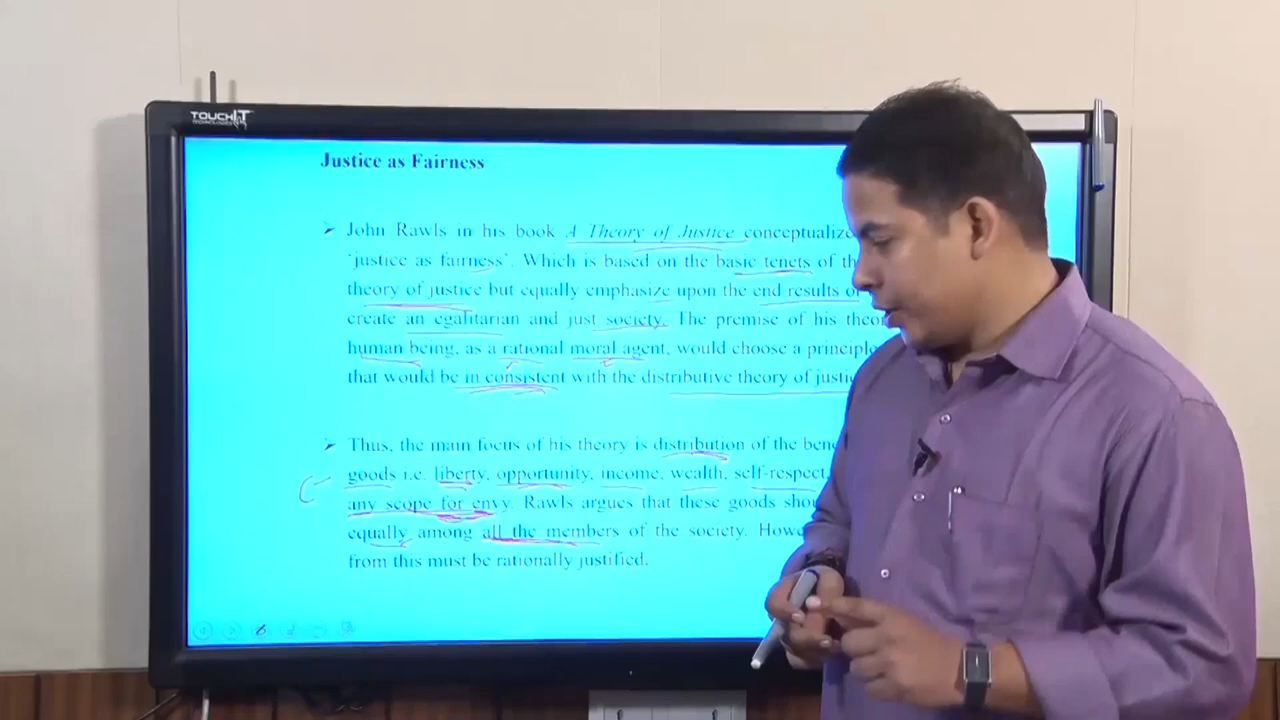 TOUCHIT
TECHNOLOGIES
Justice as Fairness
➢ John Rawls in his book A Theory of Justice conceptualize
‘justice as fairness’. Which is based on the basic tenets of th
theory of justice but equally emphasize upon the end results o
create an egalitarian and just society. The premise of his theo
human being, as a rational moral agent, would choose a principle
that would be in consistent with the distributive theory of justi
➢ Thus, the main focus of his theory is distribution of the bene
goods i.e. liberty, opportunity, income, wealth, self-respect
any scope for envy. Rawls argues that these goods shou
equally among all the members of the society. Howe
from this must be rationally justified.